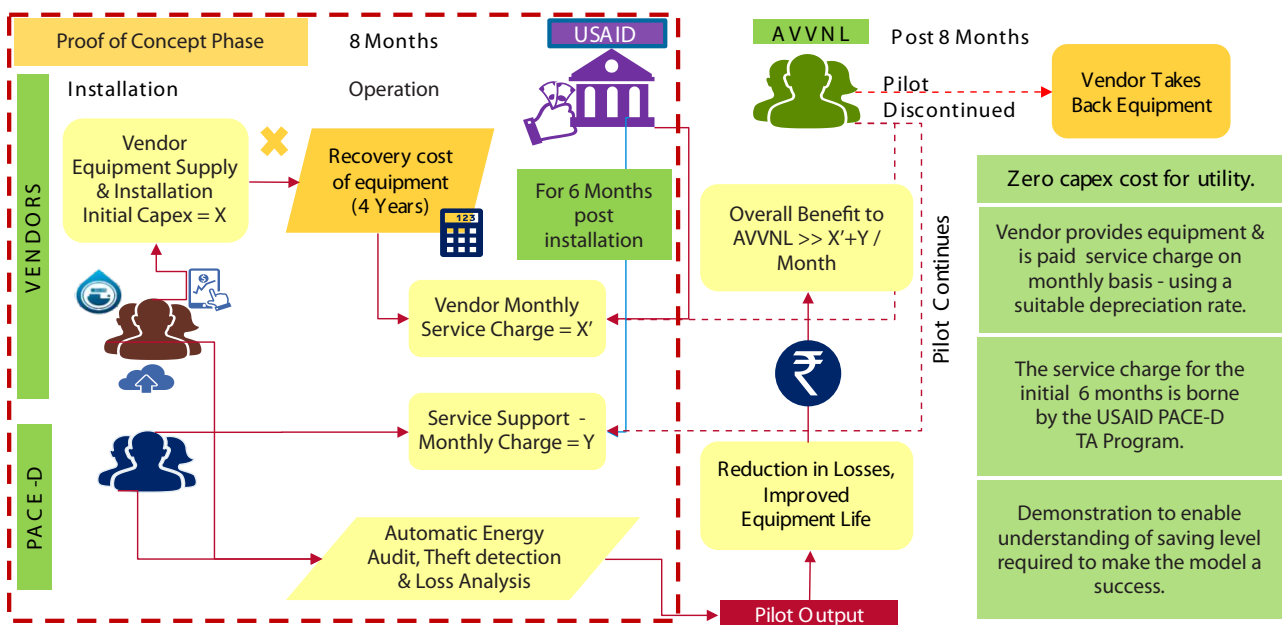 Proof of Concept Phase
8 Months
USAID
AVVNL
Post 8 Months
Installation
Operation
Pilot
Discontinued
Vendor Takes
Back Equipment
VENDORS
Vendor
Equipment Supply
& Installation
Initial Capex = X
Recovery cost
of equipment
(4 Years)
123
For 6 Months
post
installation
Overall Benefit to
AVVNL >> X'+Y /
Month
Pilot Continues
Zero capex cost for utility.
Vendor provides equipment &
is paid service charge on
monthly basis - using a
suitable depreciation rate.
Vendor Monthly
Service Charge = X'
₹
The service charge for the
initial 6 months is borne
by the USAID PACE-D
TA Program.
PACE-D
Service Support -
Monthly Charge = Y
Reduction in Losses,
Improved
Equipment Life
Automatic Energy
Audit, Theft detection
& Loss Analysis
Demonstration to enable
understanding of saving level
required to make the model a
success.
Pilot Output